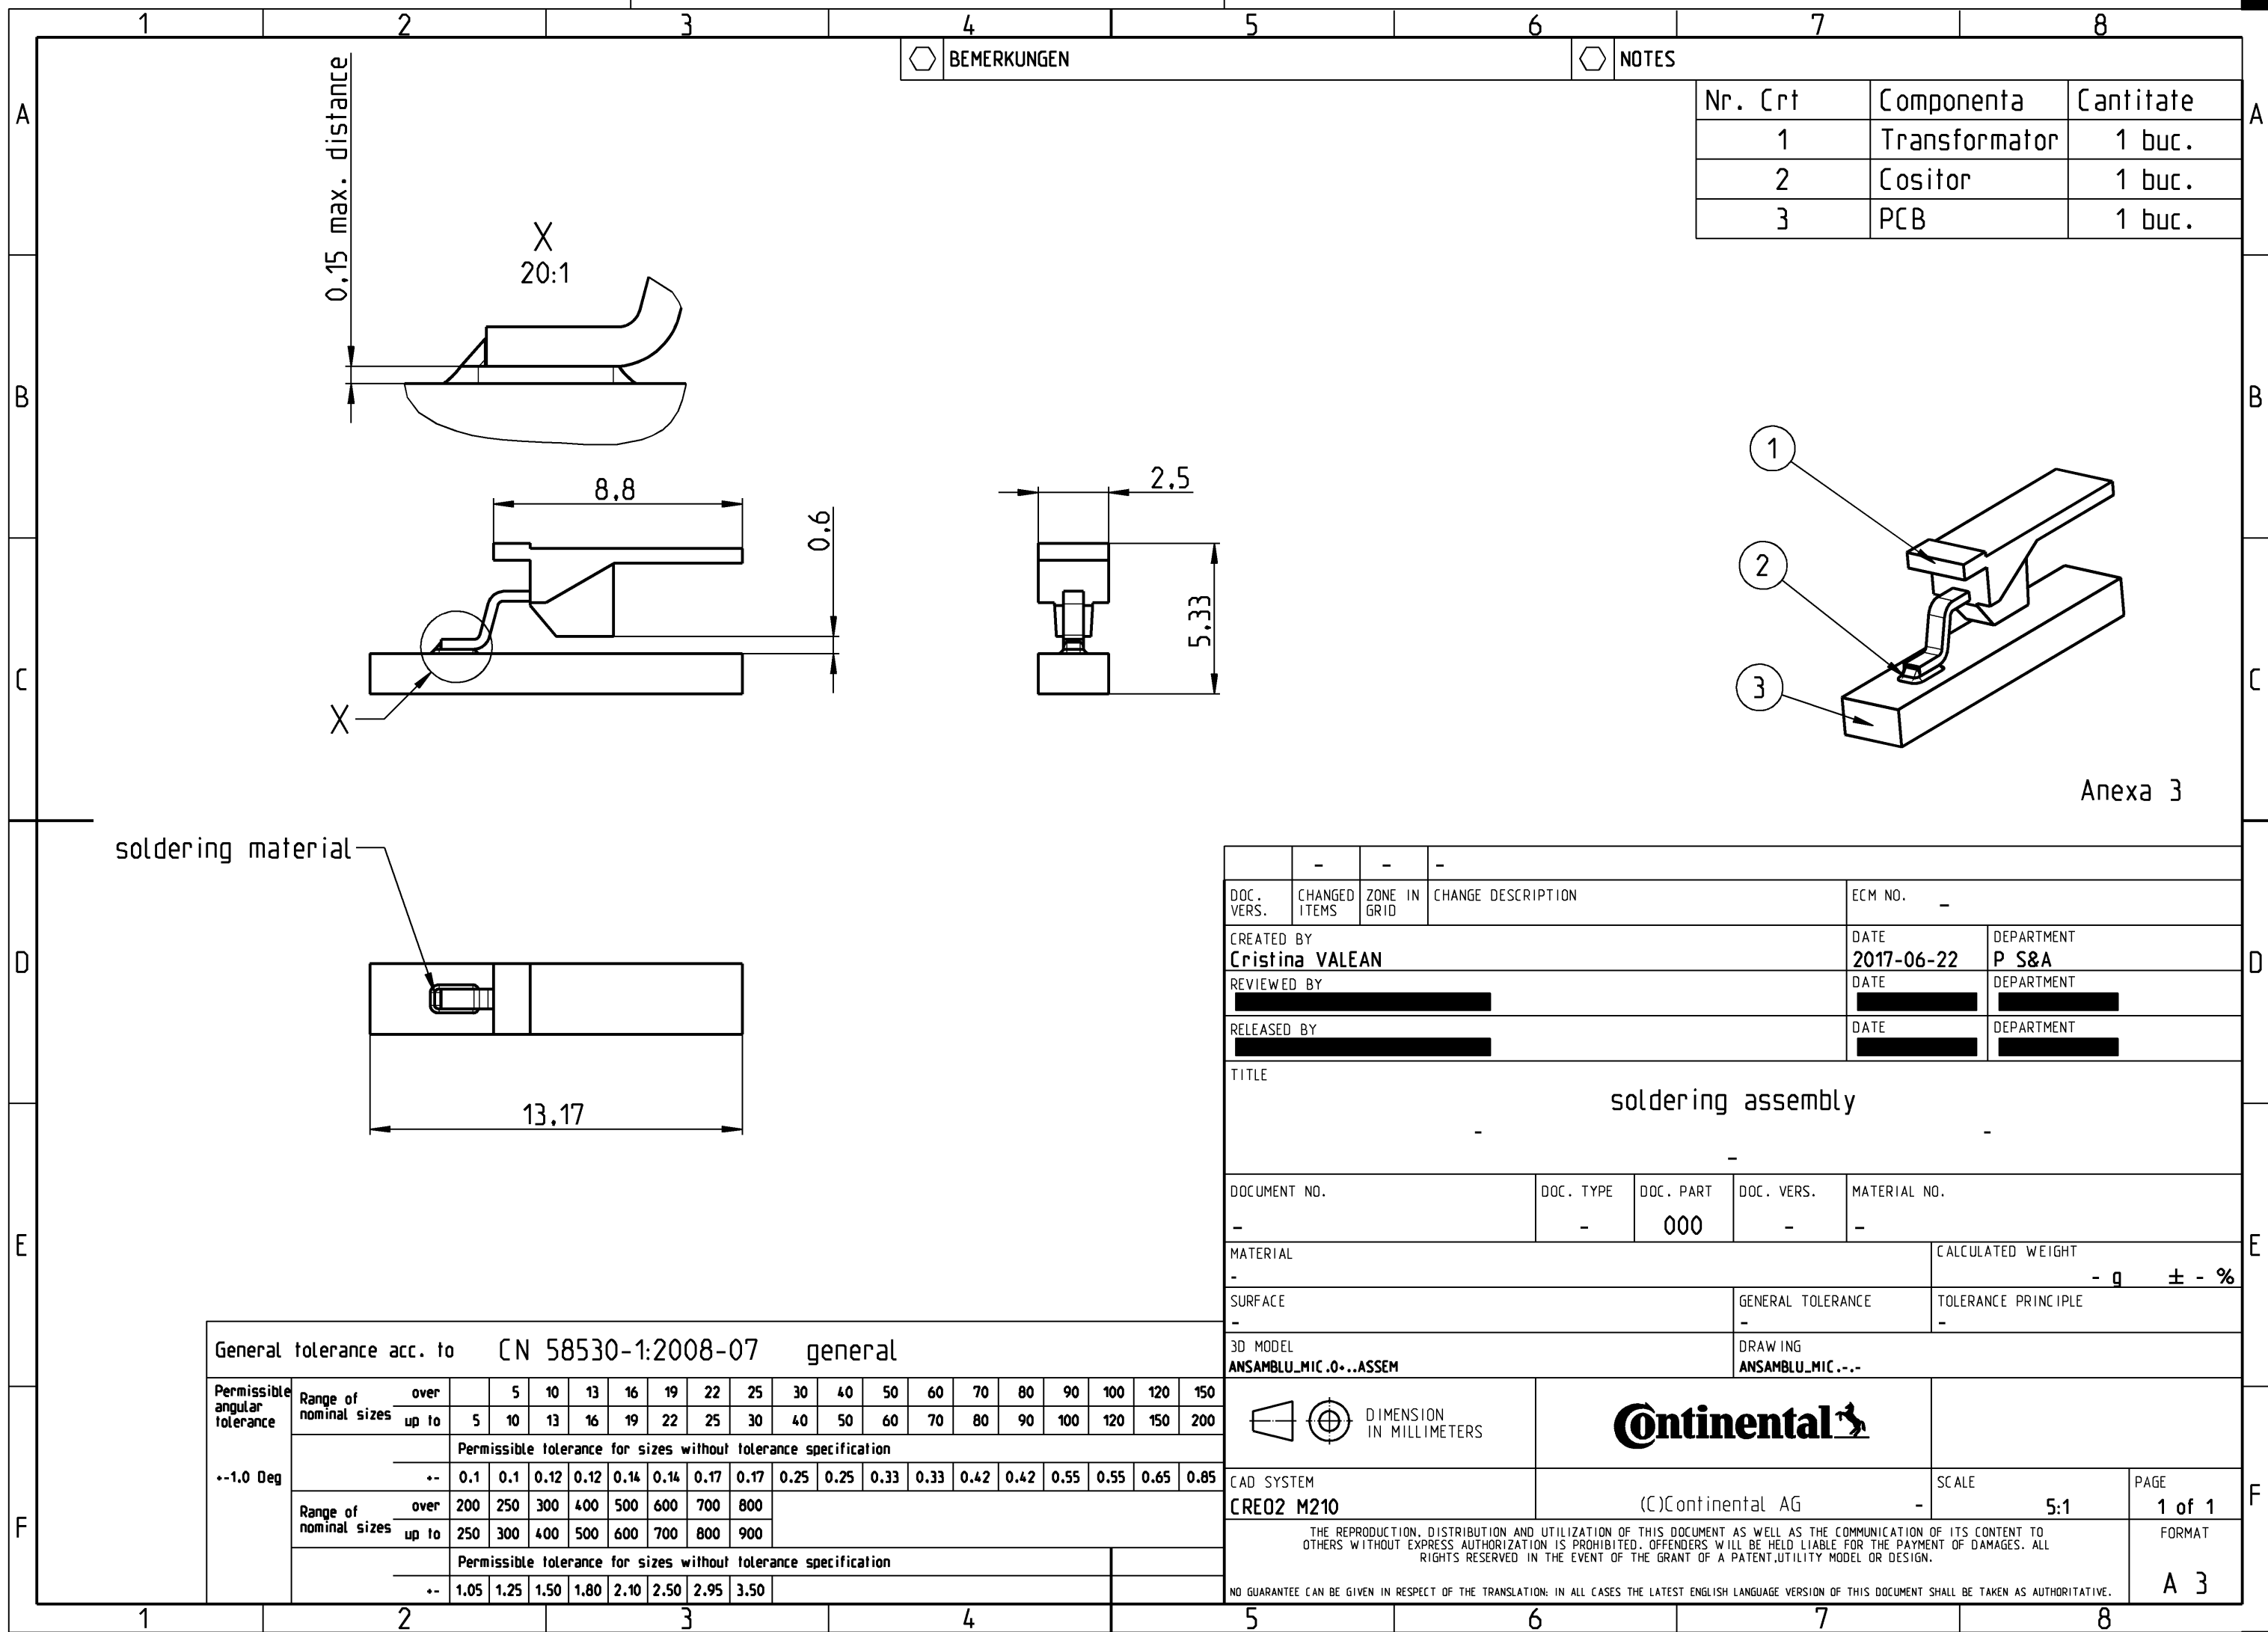 1 2 3 4 5 6 7 8
A
B
C
D
E
F
A
B
C
D
E
F
BEMERKUNGEN
NOTES
Nr. Crt Componenta Cantitate
1 Transformator 1 buc.
2 Cositor 1 buc.
3 PCB 1 buc.
0,15 max. distance
X
20:1
8,8
0,6
2,5
5,33
X
1
2
3
Anexa 3
soldering material
13,17
- - -
DOC. VERS.
CHANGED ITEMS
ZONE IN GRID
CHANGE DESCRIPTION
ECM NO. -
CREATED BY
Cristina VALEAN
DATE
2017-06-22
DEPARTMENT
P S&A
REVIEWED BY
DATE
DEPARTMENT
RELEASED BY
DATE
DEPARTMENT
TITLE
soldering assembly
- -
-
DOCUMENT NO. DOC. TYPE DOC. PART DOC. VERS. MATERIAL NO.
- - 000 - -
MATERIAL
-
CALCULATED WEIGHT
- g ± - %
SURFACE
-
GENERAL TOLERANCE
-
TOLERANCE PRINCIPLE
-
3D MODEL
ANSAMBLU_MIC.0+..ASSEM
DRAWING
ANSAMBLU_MIC.-.-
DIMENSION
IN MILLIMETERS
Continental
CAD SYSTEM
CREO2 M210
(C)Continental AG -
SCALE
5:1
PAGE
1 of 1
THE REPRODUCTION, DISTRIBUTION AND UTILIZATION OF THIS DOCUMENT AS WELL AS THE COMMUNICATION OF ITS CONTENT TO
OTHERS WITHOUT EXPRESS AUTHORIZATION IS PROHIBITED. OFFENDERS WILL BE HELD LIABLE FOR THE PAYMENT OF DAMAGES. ALL
RIGHTS RESERVED IN THE EVENT OF THE GRANT OF A PATENT,UTILITY MODEL OR DESIGN.
NO GUARANTEE CAN BE GIVEN IN RESPECT OF THE TRANSLATION: IN ALL CASES THE LATEST ENGLISH LANGUAGE VERSION OF THIS DOCUMENT SHALL BE TAKEN AS AUTHORITATIVE.
FORMAT
A 3
General tolerance acc. to CN 58530-1:2008-07 general
Permissible
angular
tolerance
+-1.0 Deg
Range of
nominal sizes
over 5 10 13 16 19 22 25 30 40 50 60 70 80 90 100 120 150
up to 5 10 13 16 19 22 25 30 40 50 60 70 80 90 100 120 150 200
Permissible tolerance for sizes without tolerance specification
+- 0.1 0.1 0.12 0.12 0.14 0.14 0.17 0.17 0.25 0.25 0.33 0.33 0.42 0.42 0.55 0.55 0.65 0.85
Range of
nominal sizes
over 200 250 300 400 500 600 700 800
up to 250 300 400 500 600 700 800 900
Permissible tolerance for sizes without tolerance specification
+- 1.05 1.25 1.50 1.80 2.10 2.50 2.95 3.50
1 2 3 4 5 6 7 8